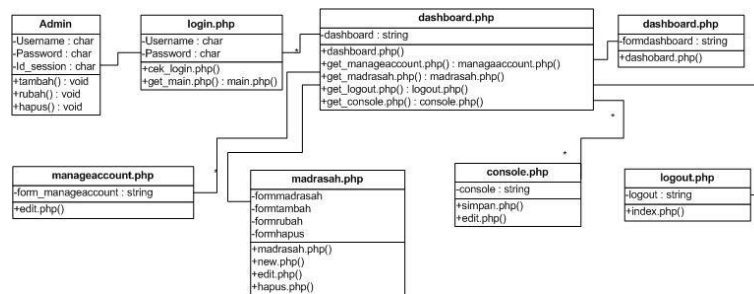 Admin
-Username : char
-Password : char
-Id_session : char
+tambah() : void
+rubah() : void
+hapus() : void
login.php
-Username : char
-Password : char
+cek_login.php()
+get_main.php() : main.php()
*
dashboard.php
-dashboard : string
+dashboard.php()
+get_manageaccount.php() : managaaccount.php()
+get_madrasah.php() : madrasah.php()
+get_logout.php() : logout.php()
+get_console.php() : console.php()
dashboard.php
-formdashboard : string
+dashobard.php()
*
*
*
manageaccount.php
-form_manageaccount : string
+edit.php()
madrasah.php
-formmadrasah
-formtambah
-formrubah
-formhapus
+madrasah.php()
+new.php()
+edit.php()
+hapus.php()
console.php
-console : string
+simpan.php()
+edit.php()
logout.php
-logout : string
+index.php()